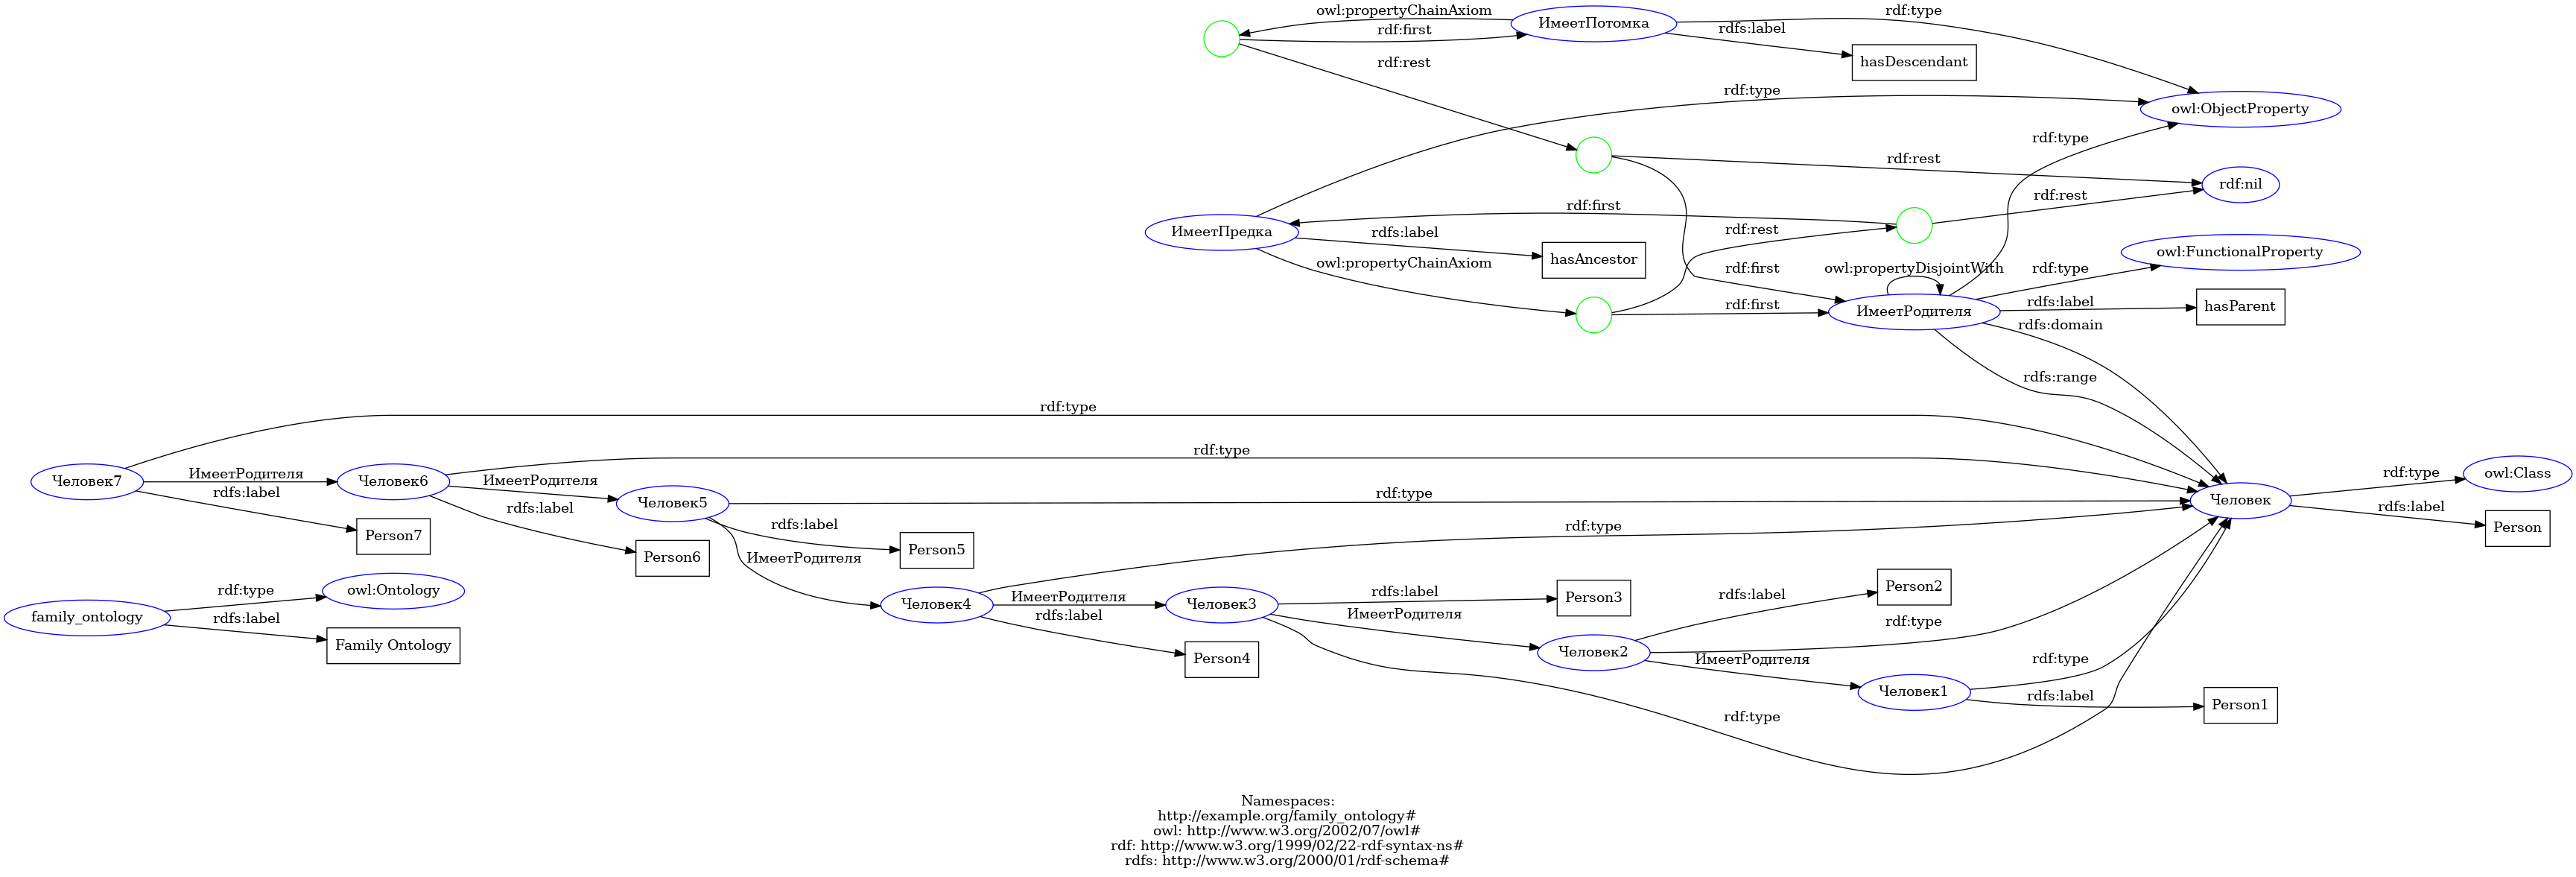 owl:propertyChainAxiom
ИмеетПотомка
rdf:type
rdf:first
rdfs:label
rdf:rest
hasDescendant
rdf:type
owl:ObjectProperty
rdf:type
rdf:rest
rdf:nil
rdf:rest
rdf:first
ИмеетПредка
rdfs:label
rdf:rest
hasAncestor
owl:propertyChainAxiom
rdf:first
owl:propertyDisjointWith
rdf:type
owl:FunctionalProperty
rdf:first
ИмеетРодителя
rdfs:label
hasParent
rdfs:domain
rdfs:range
rdf:type
rdf:type
Человек7
ИмеетРодителя
rdfs:label
Человек6
ИмеетРодителя
rdfs:label
Человек5
rdf:type
Человек
rdf:type
owl:Class
rdfs:label
Person
Person7
Person6
rdfs:label
Person5
ИмеетРодителя
rdf:type
family_ontology
rdf:type
owl:Ontology
rdfs:label
Family Ontology
Человек4
ИмеетРодителя
rdfs:label
Человек3
rdfs:label
Person3
ИмеетРодителя
Person4
rdfs:label
Person2
Человек2
rdf:type
ИмеетРодителя
Человек1
rdf:type
rdfs:label
Person1
rdf:type
Namespaces:
http://example.org/family_ontology#
owl: http://www.w3.org/2002/07/owl#
rdf: http://www.w3.org/1999/02/22-rdf-syntax-ns#
rdfs: http://www.w3.org/2000/01/rdf-schema#